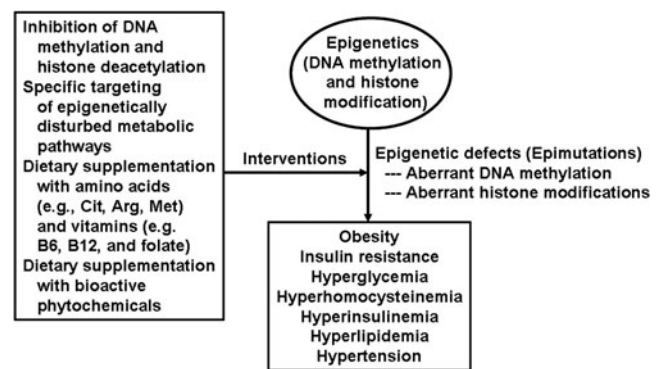 Inhibition of DNA
methylation and
histone deacetylation
Specific targeting
of epigenetically
disturbed metabolic
pathways
Dietary supplementation
with amino acids
(e.g., Cit, Arg, Met)
and vitamins (e.g.
B6, B12, and folate)
Dietary supplementation
with bioactive
phytochemicals
Interventions
Epigenetics
(DNA methylation
and histone
modification)
Epigenetic defects (Epimutations)
--- Aberrant DNA methylation
--- Aberrant histone modifications
Obesity
Insulin resistance
Hyperglycemia
Hyperhomocysteinemia
Hyperinsulinemia
Hyperlipidemia
Hypertension